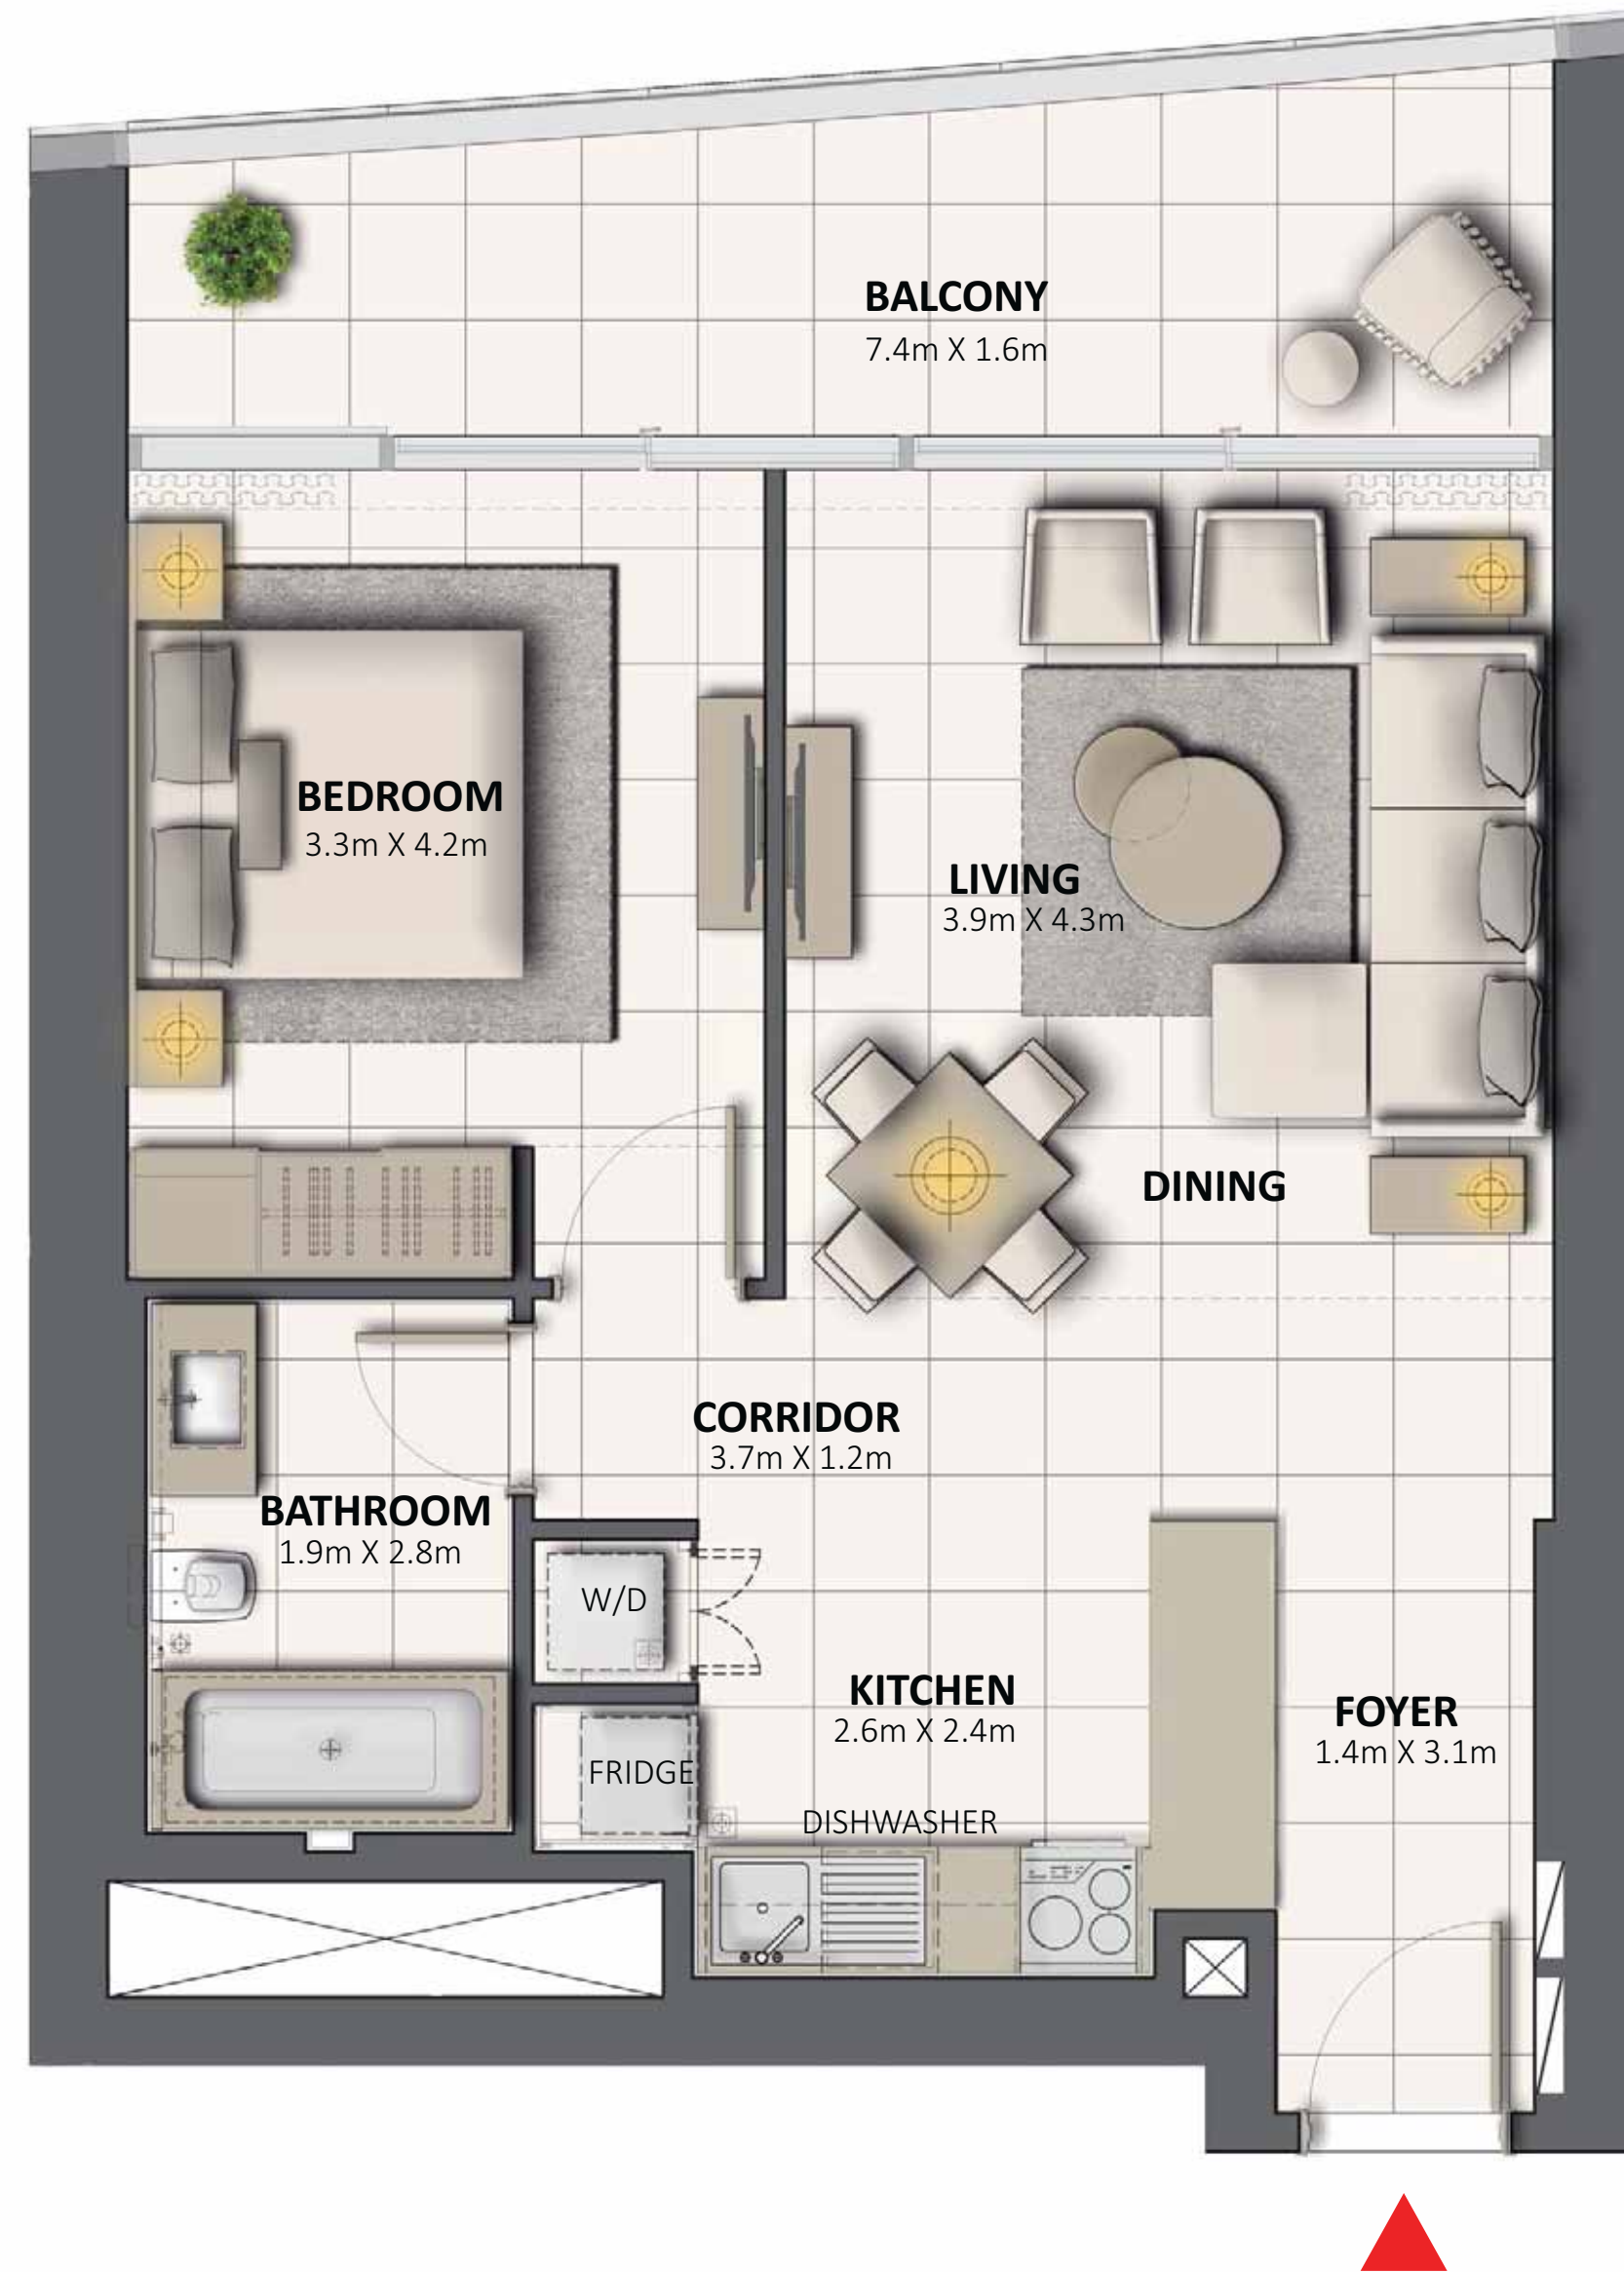 BALCONY
7.4m X 1.6m
BEDROOM
3.3m X 4.2m
LIVING
3.9m X 4.3m
DINING
CORRIDOR
3.7m X 1.2m
BATHROOM
1.9m X 2.8m
W/D
KITCHEN
2.6m X 2.4m
FOYER
1.4m X 3.1m
FRIDGE
DISHWASHER